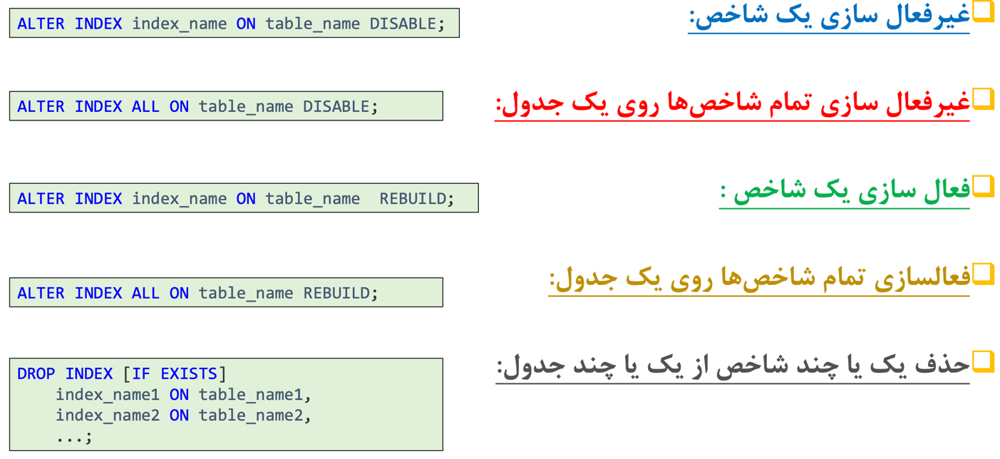 غیرفعال سازی یک شاخص:
ALTER INDEX index_name ON table_name DISABLE;
غیرفعال سازی تمام شاخص‌ها روی یک جدول:
ALTER INDEX ALL ON table_name DISABLE;
فعال سازی یک شاخص :
ALTER INDEX index_name ON table_name  REBUILD;
فعالسازی تمام شاخص‌ها روی یک جدول:
ALTER INDEX ALL ON table_name REBUILD;
حذف یک یا چند شاخص از یک یا چند جدول:
DROP INDEX [IF EXISTS]
    index_name1 ON table_name1,
    index_name2 ON table_name2,
    ...;